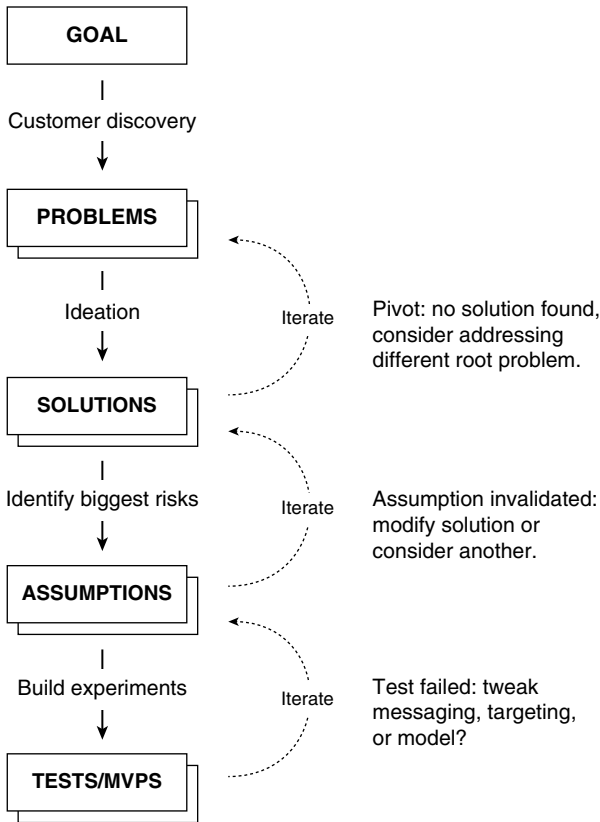 GOAL
Customer discovery
PROBLEMS
Ideation
Iterate
Pivot: no solution found,
consider addressing
different root problem.
SOLUTIONS
Identify biggest risks
Iterate
Assumption invalidated:
modify solution or
consider another.
ASSUMPTIONS
Build experiments
Iterate
Test failed: tweak
messaging, targeting,
or model?
TESTS/MVPS